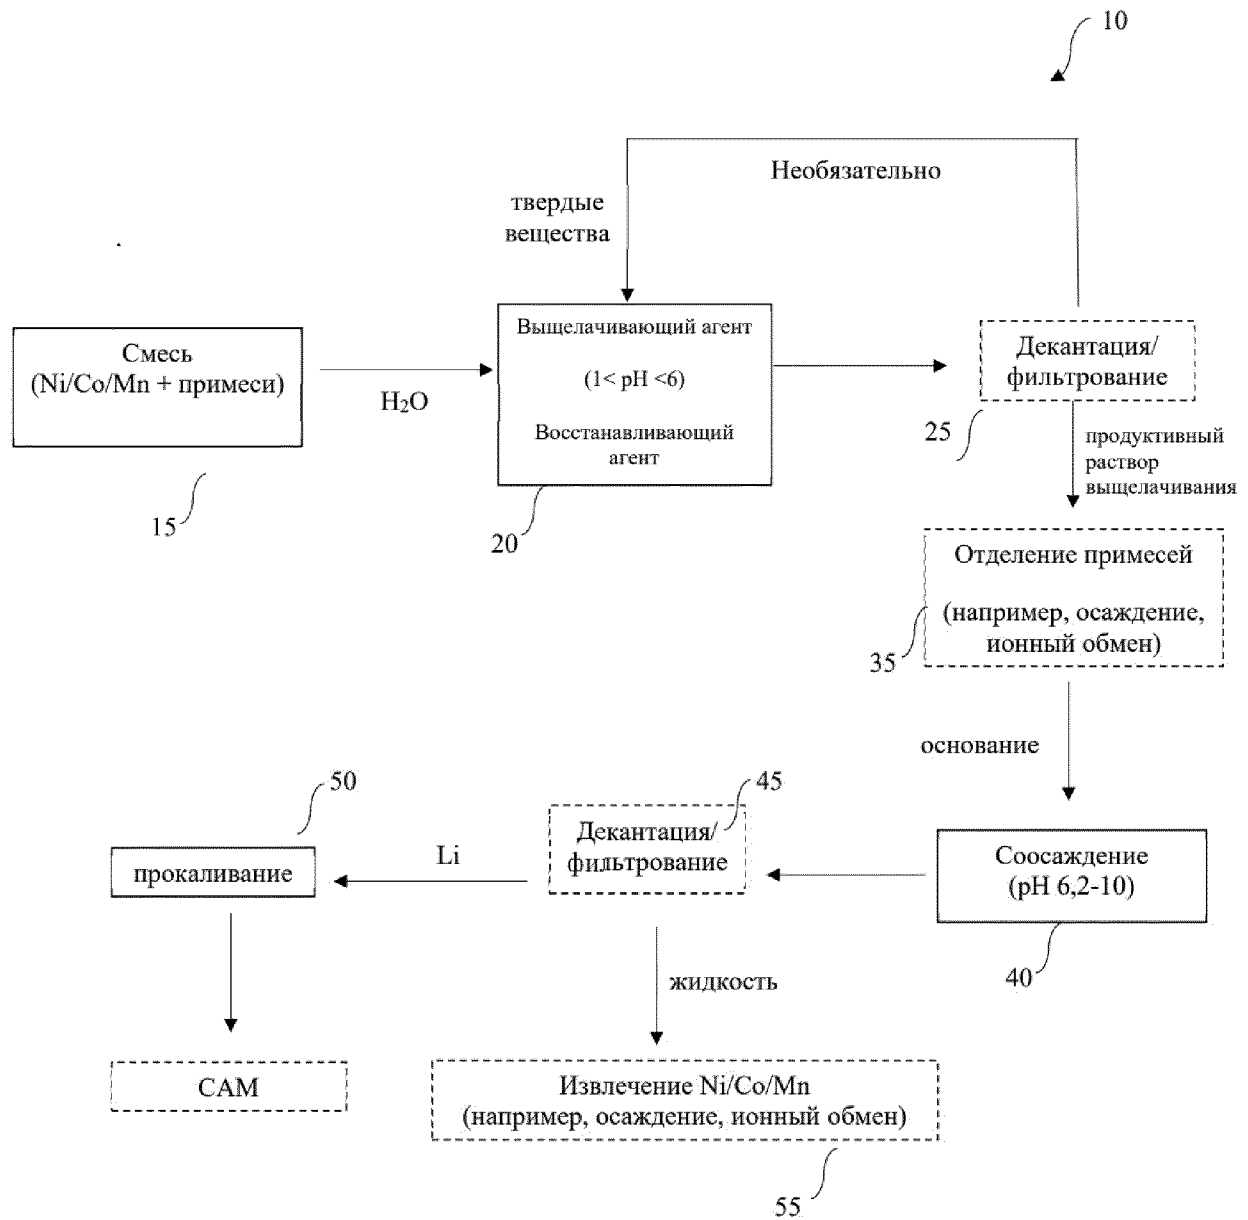 10
Необязательно
твердые
вещества
Смесь
(Ni/Co/Mn + примеси)
15
H₂O
Выщелачивающий агент
(1< pH <6)
Восстанавливающий
агент
20
Декантация/
фильтрование
25
продуктивный
раствор
выщелачивания
Отделение примесей
(например, осаждение,
ионный обмен)
35
основание
Соосаждение
(pH 6,2-10)
40
45
Декантация/
фильтрование
Li
50
прокаливание
CAM
жидкость
Извлечение Ni/Co/Mn
(например, осаждение, ионный обмен)
55